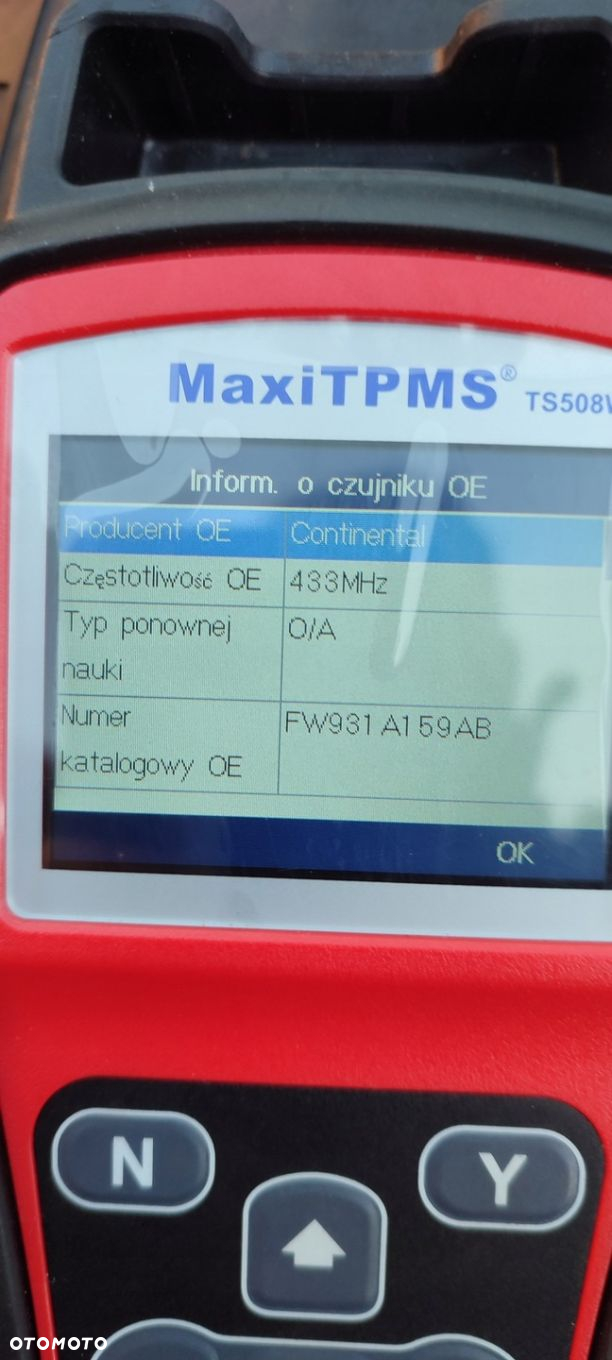 MaxiTPMS®
TS508W
Inform. o czujniku OE
Producent OE Continental
Częstotliwość OE 433MHz
Typ ponownej O/A
nauki
Numer FW931A159AB
katalogowy OE
OK
N
Y
OTOMOTO